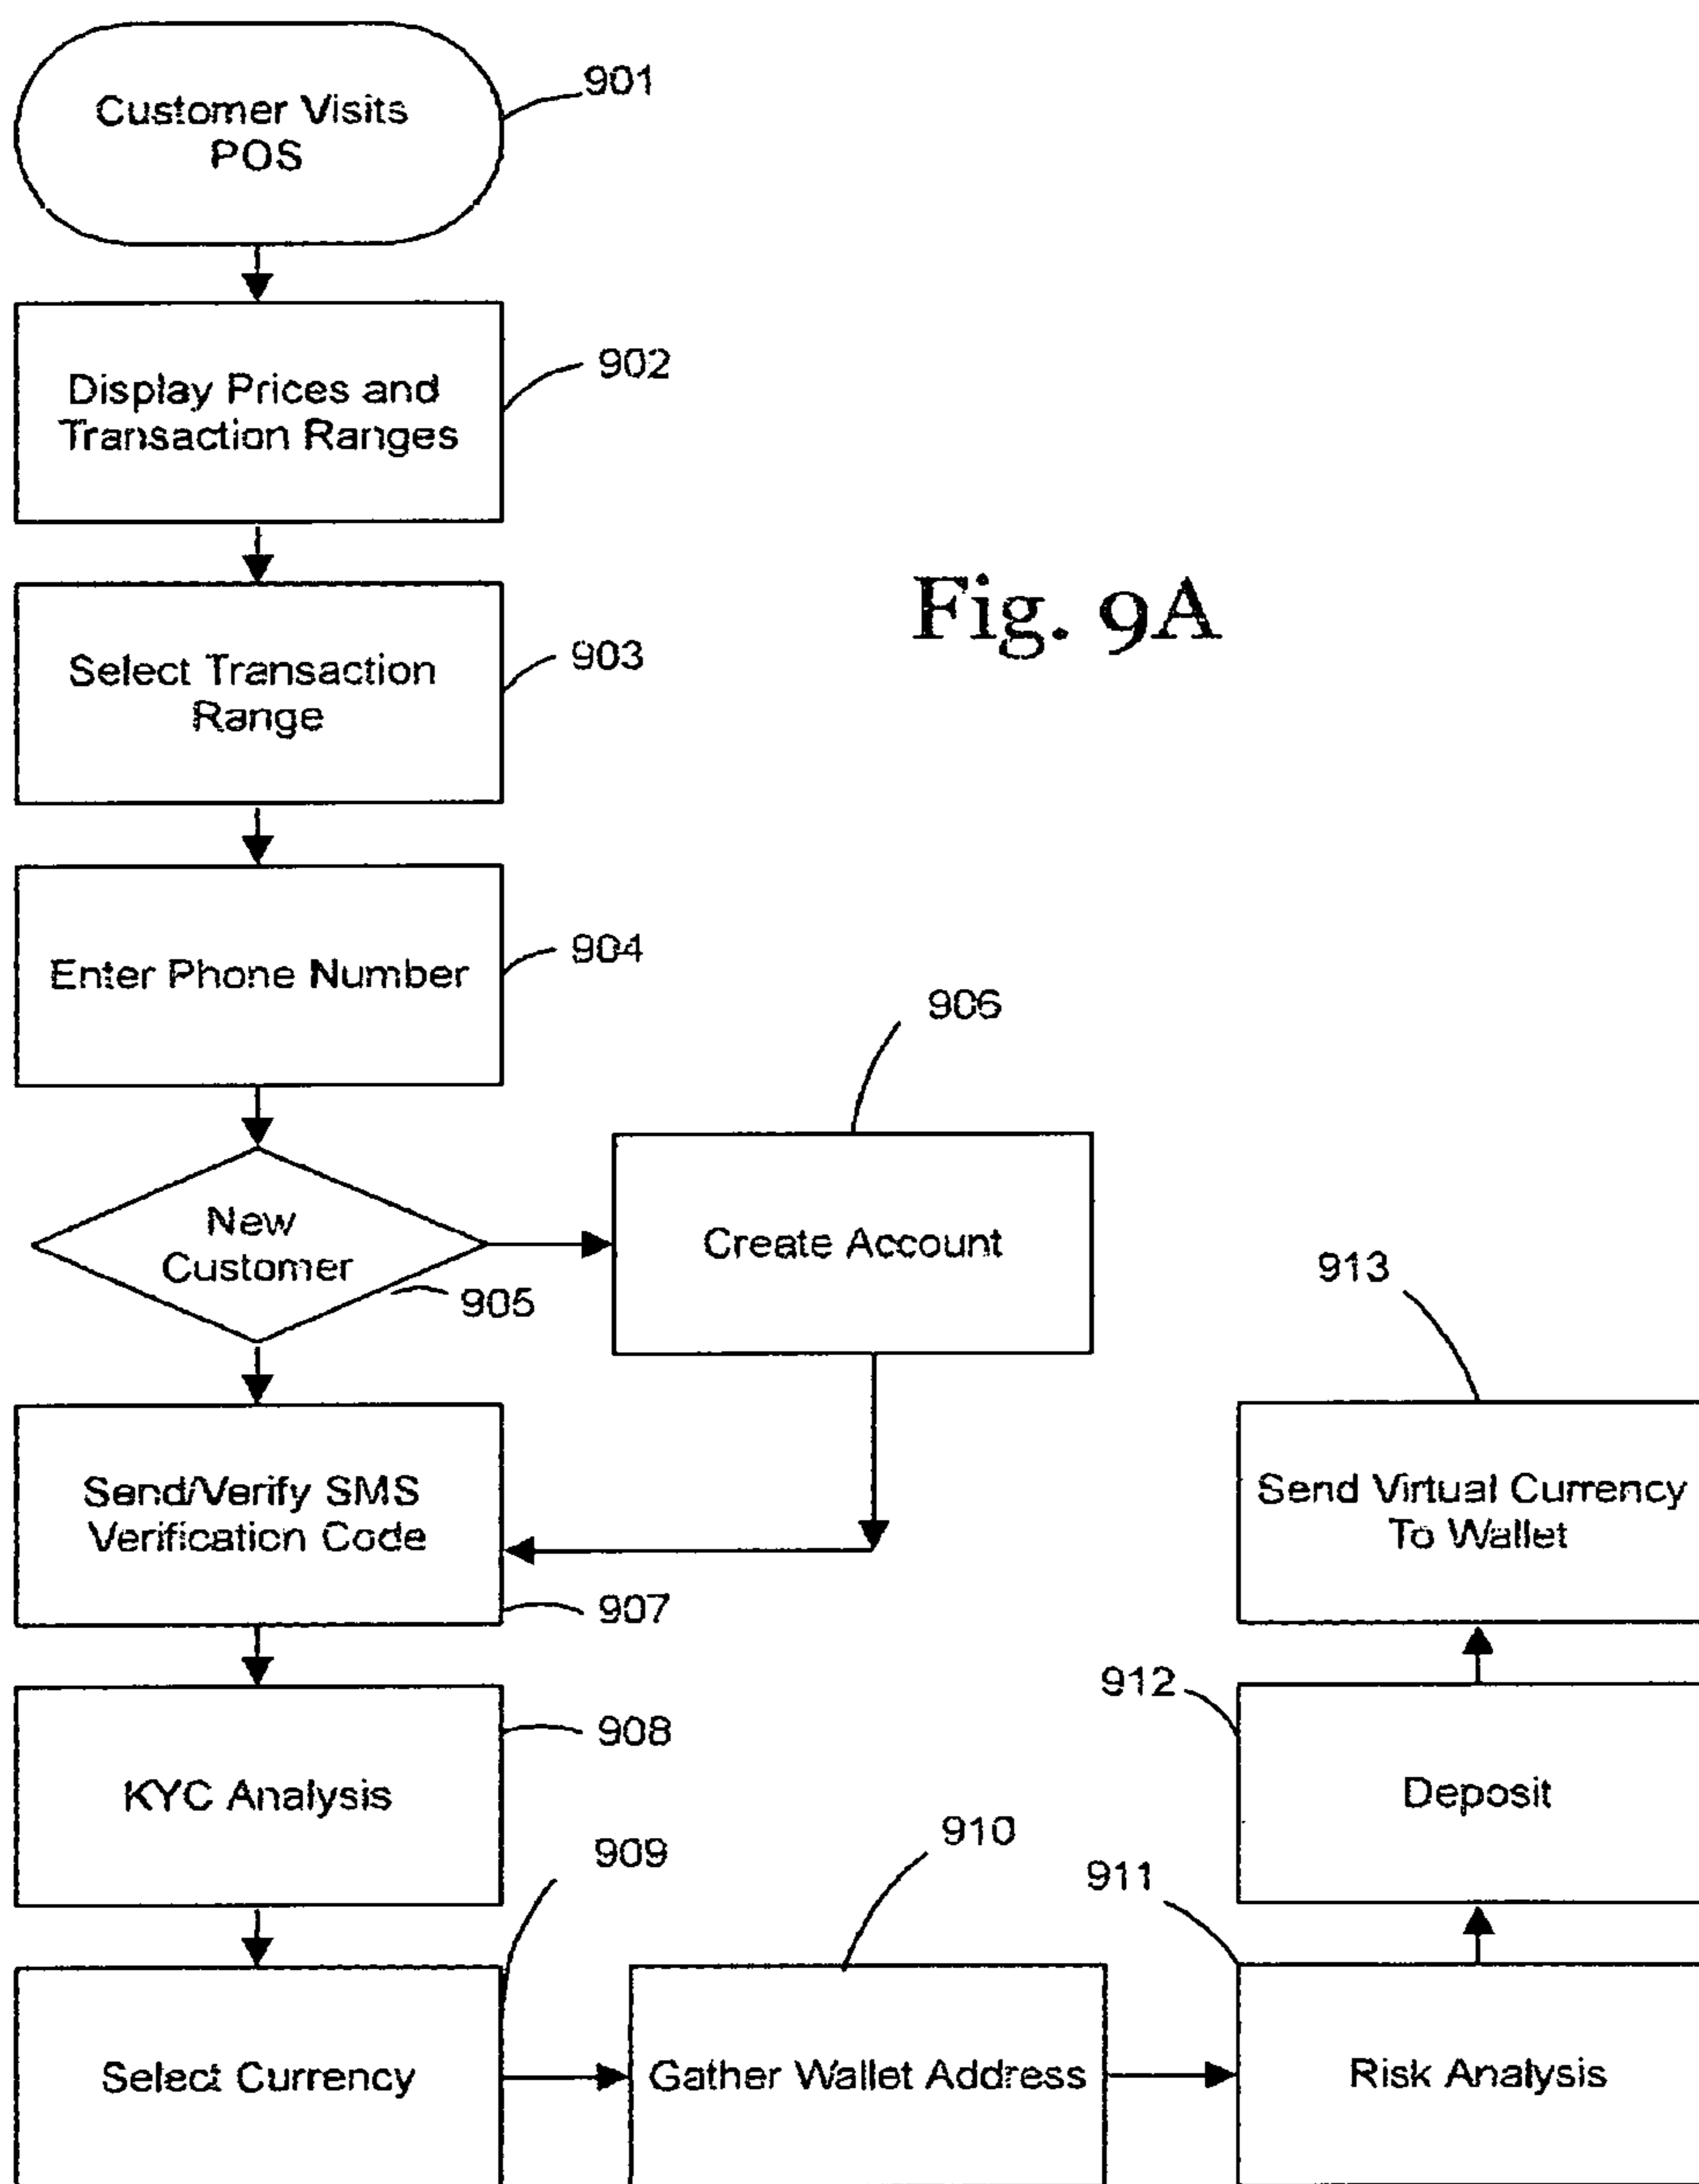 Customer Visits
POS
901
Display Prices and
Transaction Ranges
902
Select Transaction
Range
903
Fig. 9A
Enter Phone Number
904
New
Customer
905
906
Create Account
Send/Verify SMS
Verification Code
907
KYC Analysis
908
Select Currency
909
Gather Wallet Address
910
Risk Analysis
911
Deposit
912
Send Virtual Currency
To Wallet
913